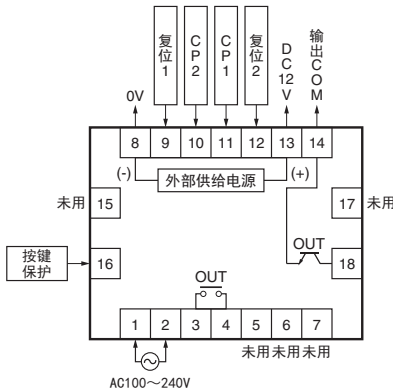 复位1
CP2
CP1
复位2
DC12V
输出COM
0V
8 9 10 11 12 13 14
(-) 外部供给电源 (+)
未用 15
17 未用
按键保护
16
OUT
18
OUT
1 2 3 4 5 6 7
未用 未用 未用
AC100～240V